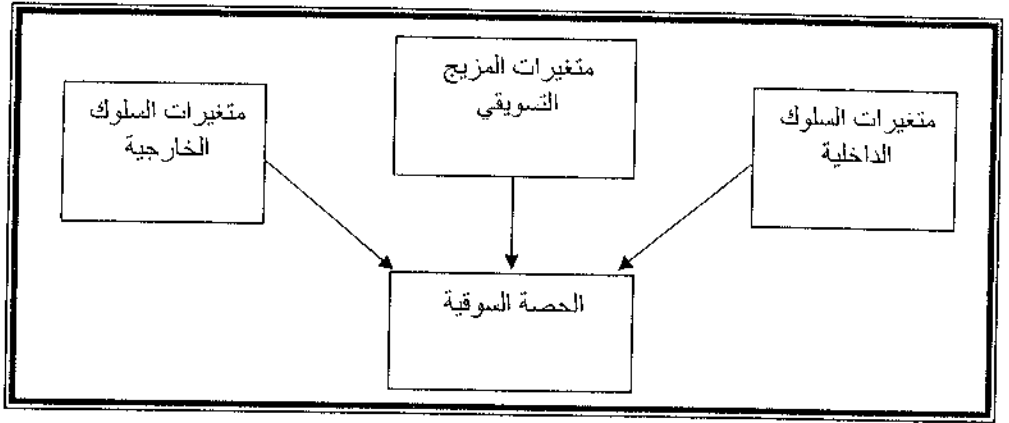 متغيرات المزيج
التسويقي
متغيرات السلوك
الداخلية
متغيرات السلوك
الخارجية
الحصة السوقية